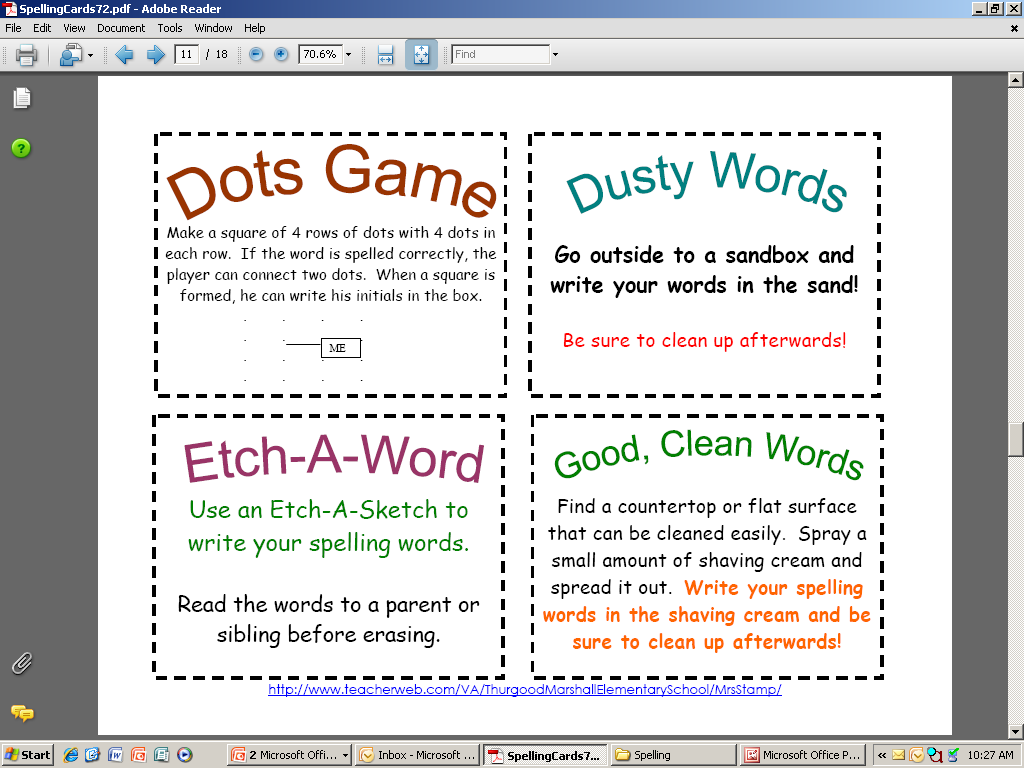 SpellingCards72.pdf - Adobe Reader
File Edit View Document Tools Window Help
11 / 18 70.6% Find
Dots Game
Make a square of 4 rows of dots with 4 dots in
each row. If the word is spelled correctly, the
player can connect two dots. When a square is
formed, he can write his initials in the box.
ME
Dusty Words
Go outside to a sandbox and
write your words in the sand!
Be sure to clean up afterwards!
Etch-A-Word
Use an Etch-A-Sketch to
write your spelling words.
Read the words to a parent or
sibling before erasing.
Good, Clean Words
Find a countertop or flat surface
that can be cleaned easily. Spray a
small amount of shaving cream and
spread it out. Write your spelling
words in the shaving cream and be
sure to clean up afterwards!
http://www.teacherweb.com/VA/ThurgoodMarshallElementarySchool/MrsStamp/
Start 2 Microsoft Offi... Inbox - Microsoft ... SpellingCards7... Spelling Microsoft Office P... « 10:27 AM